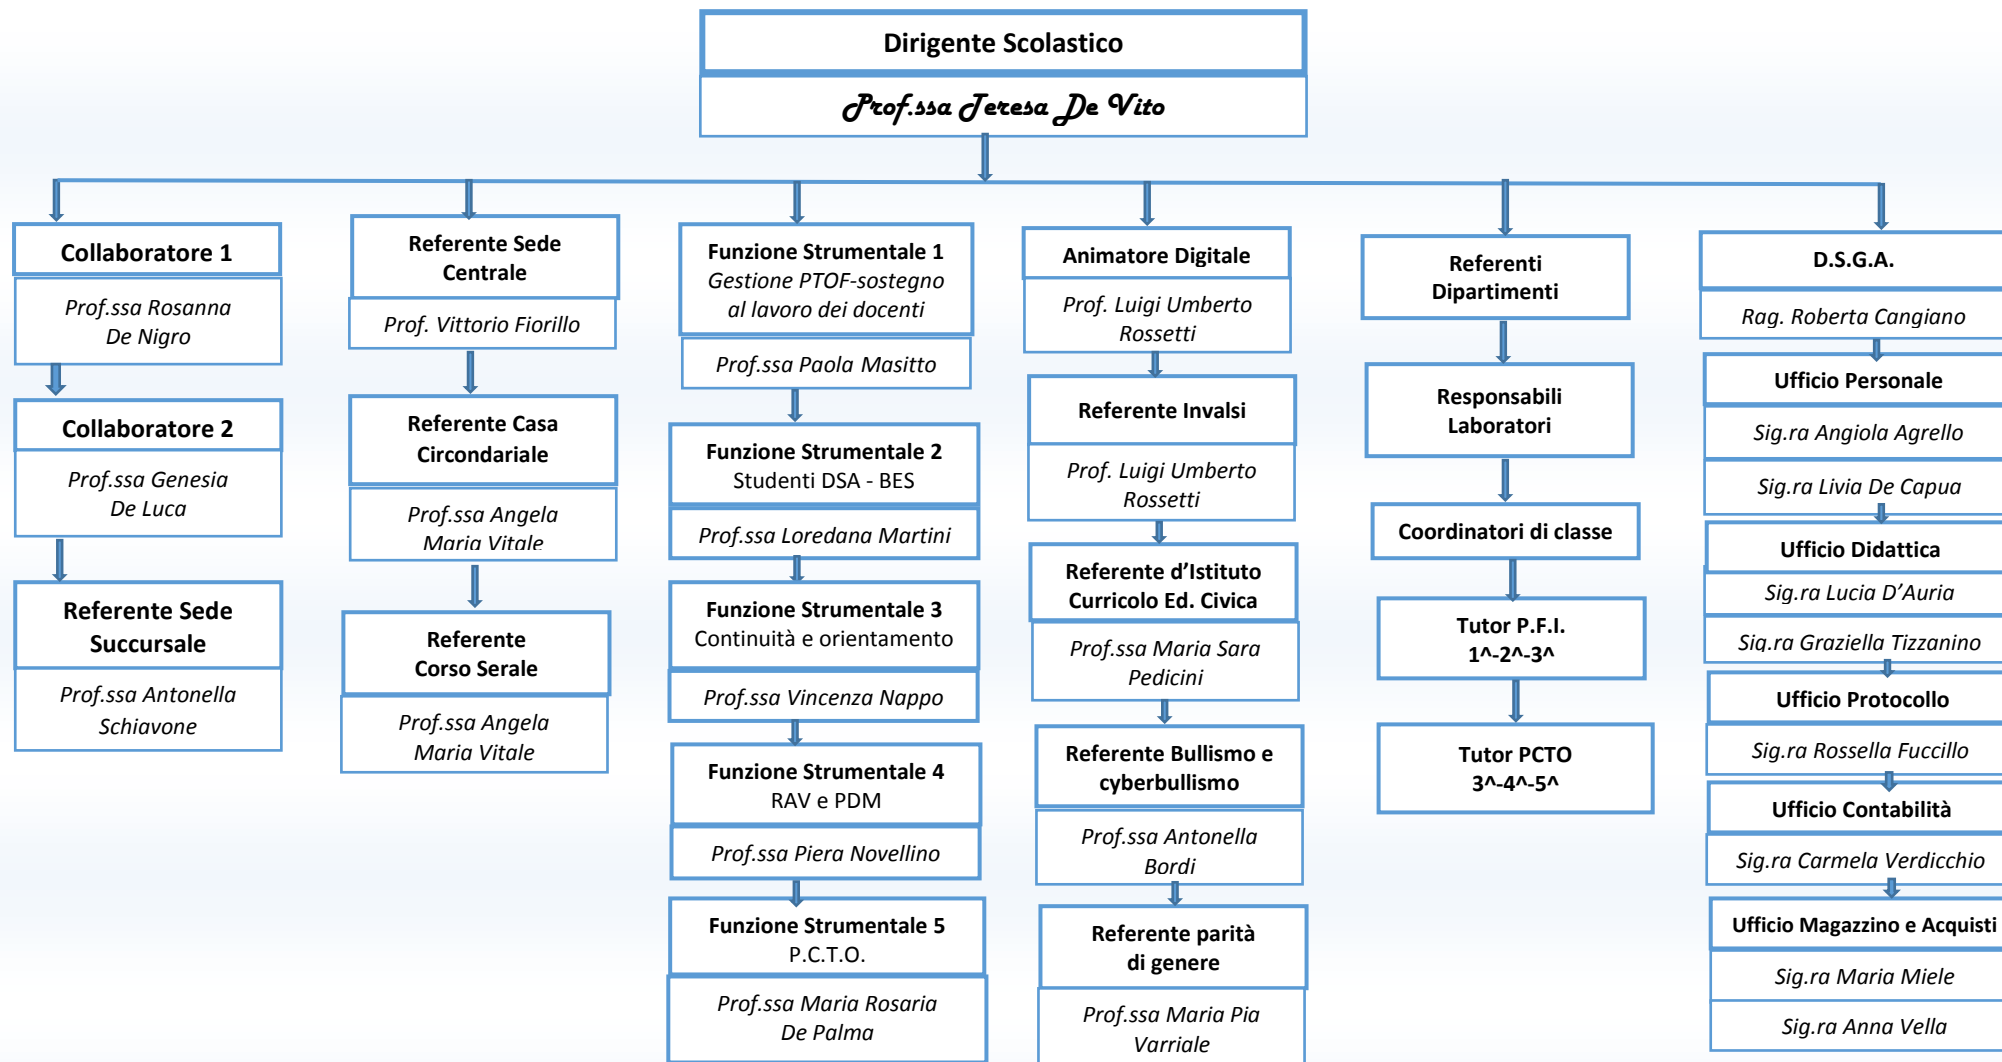 Dirigente Scolastico
Prof.ssa Teresa De Vito
Collaboratore 1
Prof.ssa Rosanna
De Nigro
Collaboratore 2
Prof.ssa Genesia
De Luca
Referente Sede
Succursale
Prof.ssa Antonella
Schiavone
Referente Sede
Centrale
Prof. Vittorio Fiorillo
Referente Casa
Circondariale
Prof.ssa Angela
Maria Vitale
Referente
Corso Serale
Prof.ssa Angela
Maria Vitale
Funzione Strumentale 1
Gestione PTOF-sostegno
al lavoro dei docenti
Prof.ssa Paola Masitto
Funzione Strumentale 2
Studenti DSA - BES
Prof.ssa Loredana Martini
Funzione Strumentale 3
Continuità e orientamento
Prof.ssa Vincenza Nappo
Funzione Strumentale 4
RAV e PDM
Prof.ssa Piera Novellino
Funzione Strumentale 5
P.C.T.O.
Prof.ssa Maria Rosaria
De Palma
Animatore Digitale
Prof. Luigi Umberto
Rossetti
Referente Invalsi
Prof. Luigi Umberto
Rossetti
Referente d’Istituto
Curricolo Ed. Civica
Prof.ssa Maria Sara
Pedicini
Referente Bullismo e
cyberbullismo
Prof.ssa Antonella
Bordi
Referente parità
di genere
Prof.ssa Maria Pia
Varriale
Referenti
Dipartimenti
Responsabili
Laboratori
Coordinatori di classe
Tutor P.F.I.
1^-2^-3^
Tutor PCTO
3^-4^-5^
D.S.G.A.
Rag. Roberta Cangiano
Ufficio Personale
Sig.ra Angiola Agrello
Sig.ra Livia De Capua
Ufficio Didattica
Sig.ra Lucia D’Auria
Sig.ra Graziella Tizzanino
Ufficio Protocollo
Sig.ra Rossella Fuccillo
Ufficio Contabilità
Sig.ra Carmela Verdicchio
Ufficio Magazzino e Acquisti
Sig.ra Maria Miele
Sig.ra Anna Vella